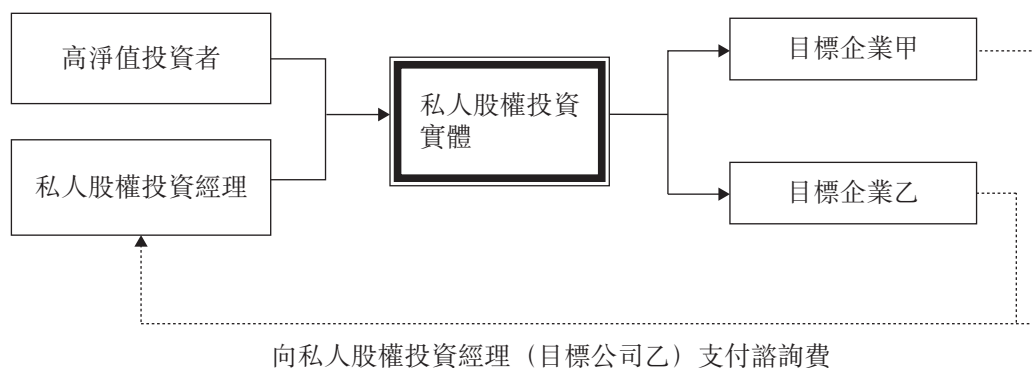 高淨值投資者
私人股權投資經理
私人股權投資
實體
目標企業甲
目標企業乙
向私人股權投資經理（目標公司乙）支付諮詢費